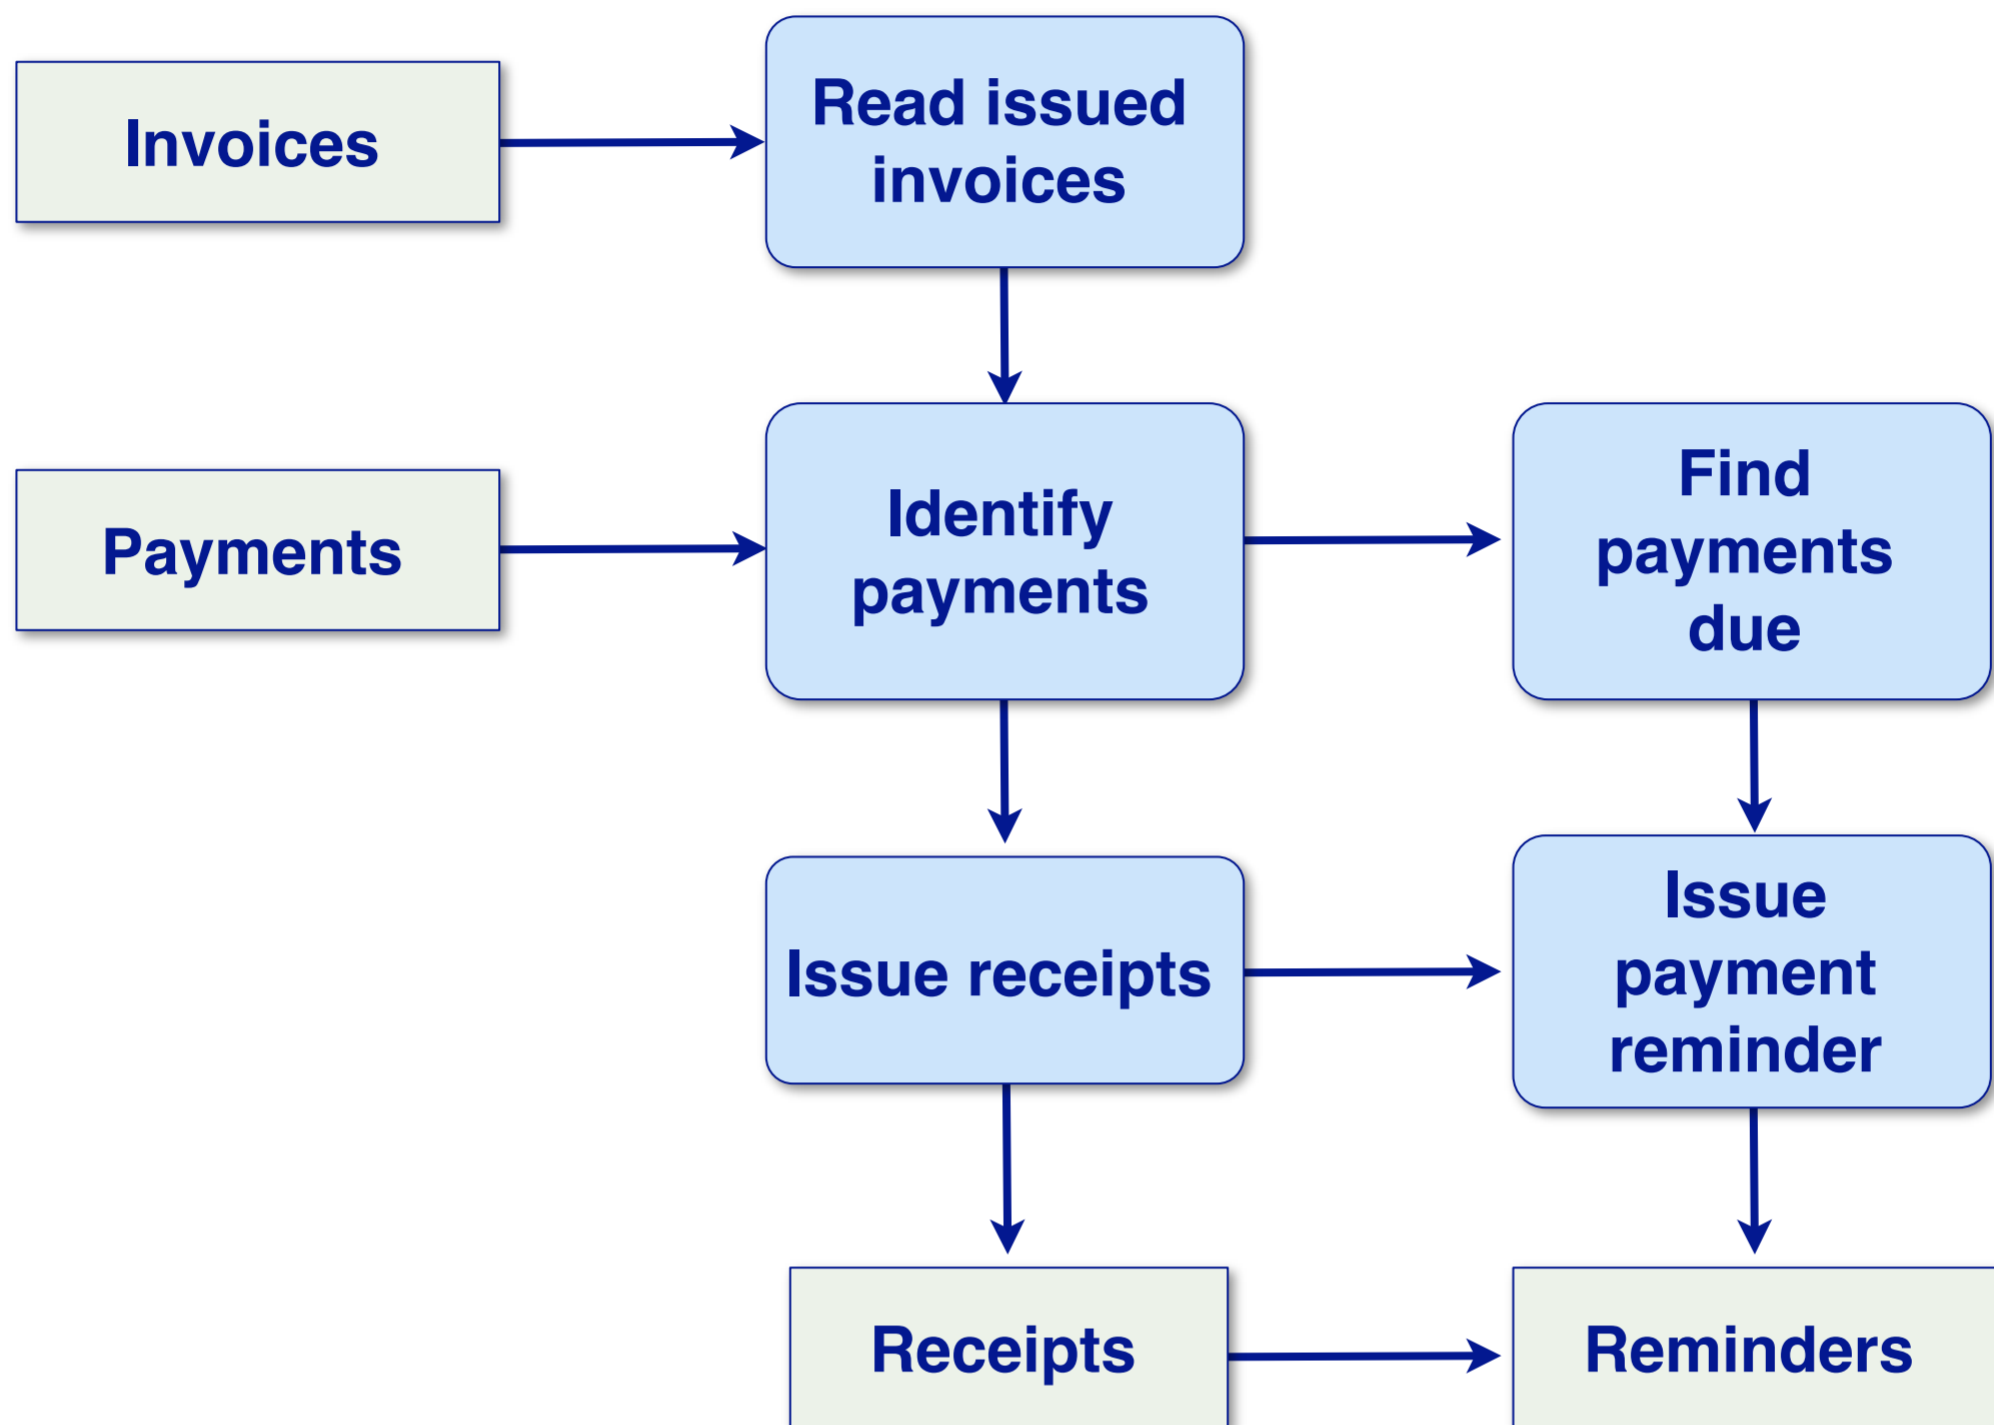 Invoices
Read issued
invoices
Payments
Identify
payments
Find
payments
due
Issue receipts
Issue
payment
reminder
Receipts
Reminders